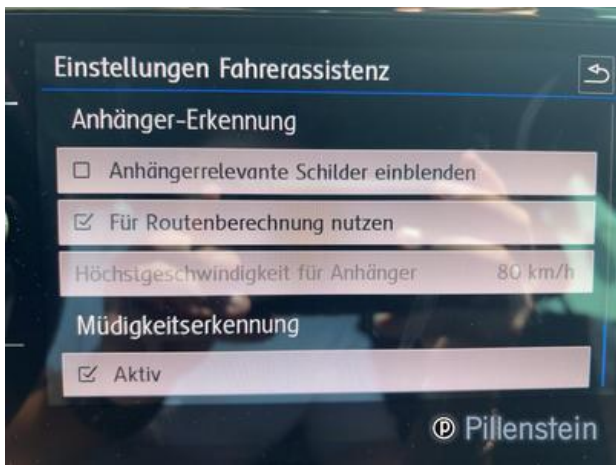 Einstellungen Fahrerassistenz
Anhänger-Erkennung
Anhängerrelevante Schilder einblenden
Für Routenberechnung nutzen
Höchstgeschwindigkeit für Anhänger 80 km/h
Müdigkeitserkennung
Aktiv
℗ Pillenstein